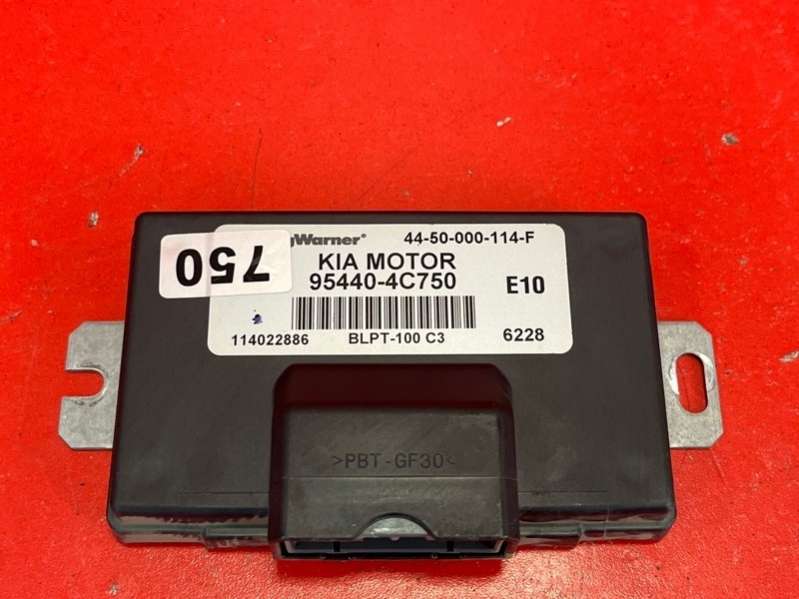 Warner® 44-50-000-114-F
750
KIA MOTOR
95440-4C750
E10
114022886 BLPT-100 C3 6228
>PBT-GF30<